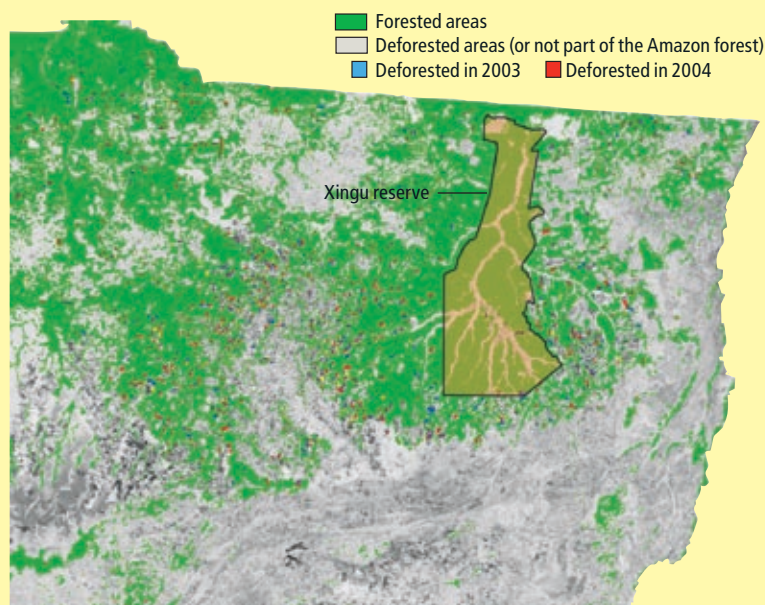 Forested areas
Deforested areas (or not part of the Amazon forest)
Deforested in 2003 Deforested in 2004
Xingu reserve